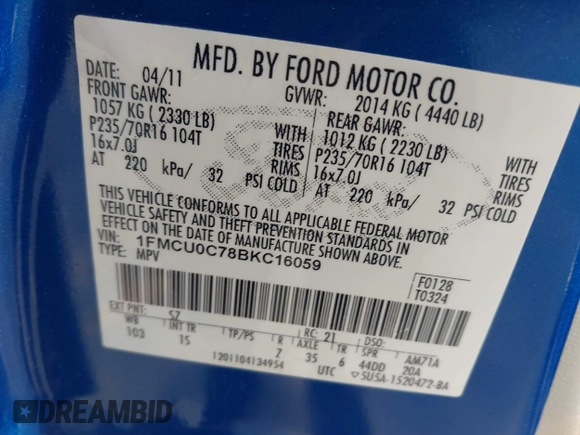 MFD. BY FORD MOTOR CO.
DATE: 04/11 GVWR: 2014 KG ( 4440 LB)
FRONT GAWR: REAR GAWR:
1057 KG ( 2330 LB) WITH 1012 KG ( 2230 LB) WITH
P235/70R16 104T TIRES P235/70R16 104T TIRES
16x7.0J RIMS 16x7.0J RIMS
AT 220 kPa/ 32 PSI COLD AT 220 kPa/ 32 PSI COLD
THIS VEHICLE CONFORMS TO ALL APPLICABLE FEDERAL MOTOR
VEHICLE SAFETY AND THEFT PREVENTION STANDARDS IN
EFFECT ON THE DATE OF MANUFACTURE SHOWN ABOVE.
VIN: 1FMCU0C78BKC16059
TYPE: MPV
F0128
T0324
EXT PNT: SZ RC: 21 DSO:
WB INT TR TP/PS R AXLE TR SPR AM71A
103 15 Z 35 6 44DD 20A
1201104134954 UTC 5U5A-1520472-BA
DREAMBID